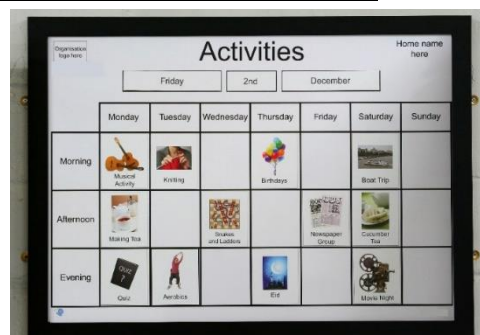 Organisation
logo here
Activities
Home name
here
Friday 2nd December
Monday Tuesday Wednesday Thursday Friday Saturday Sunday
Morning
Musical
Activity
Knitting
Birthdays
Boat Trip
Afternoon
Making Tea
Snakes
and Ladders
Newspaper
Group
Cucumber
Tea
Evening
QUIZ
?
Quiz
Aerobics
Eid
Movie Night